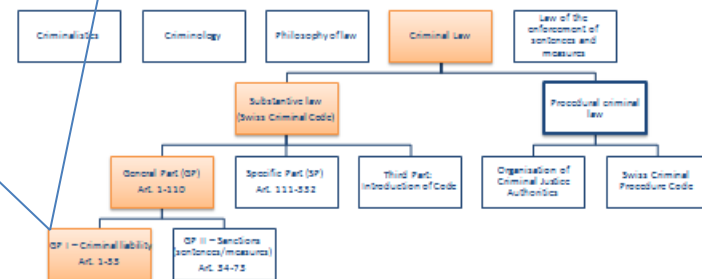 Criminalistics
Criminology
Philosophy of law
Criminal Law
Law of the
enforcement of
sentences and
measures
Substantive law
(Swiss Criminal Code)
Procedural criminal
law
General Part (GP)
Art. 1-110
Specific Part (SP)
Art. 111-332
Third Part:
Introduction of Code
Organisation of
Criminal Justice
Authorities
Swiss Criminal
Procedure Code
GP I – Criminal liability
Art. 1-33
GP II – Sanctions
(sentences/measures)
Art. 34-73